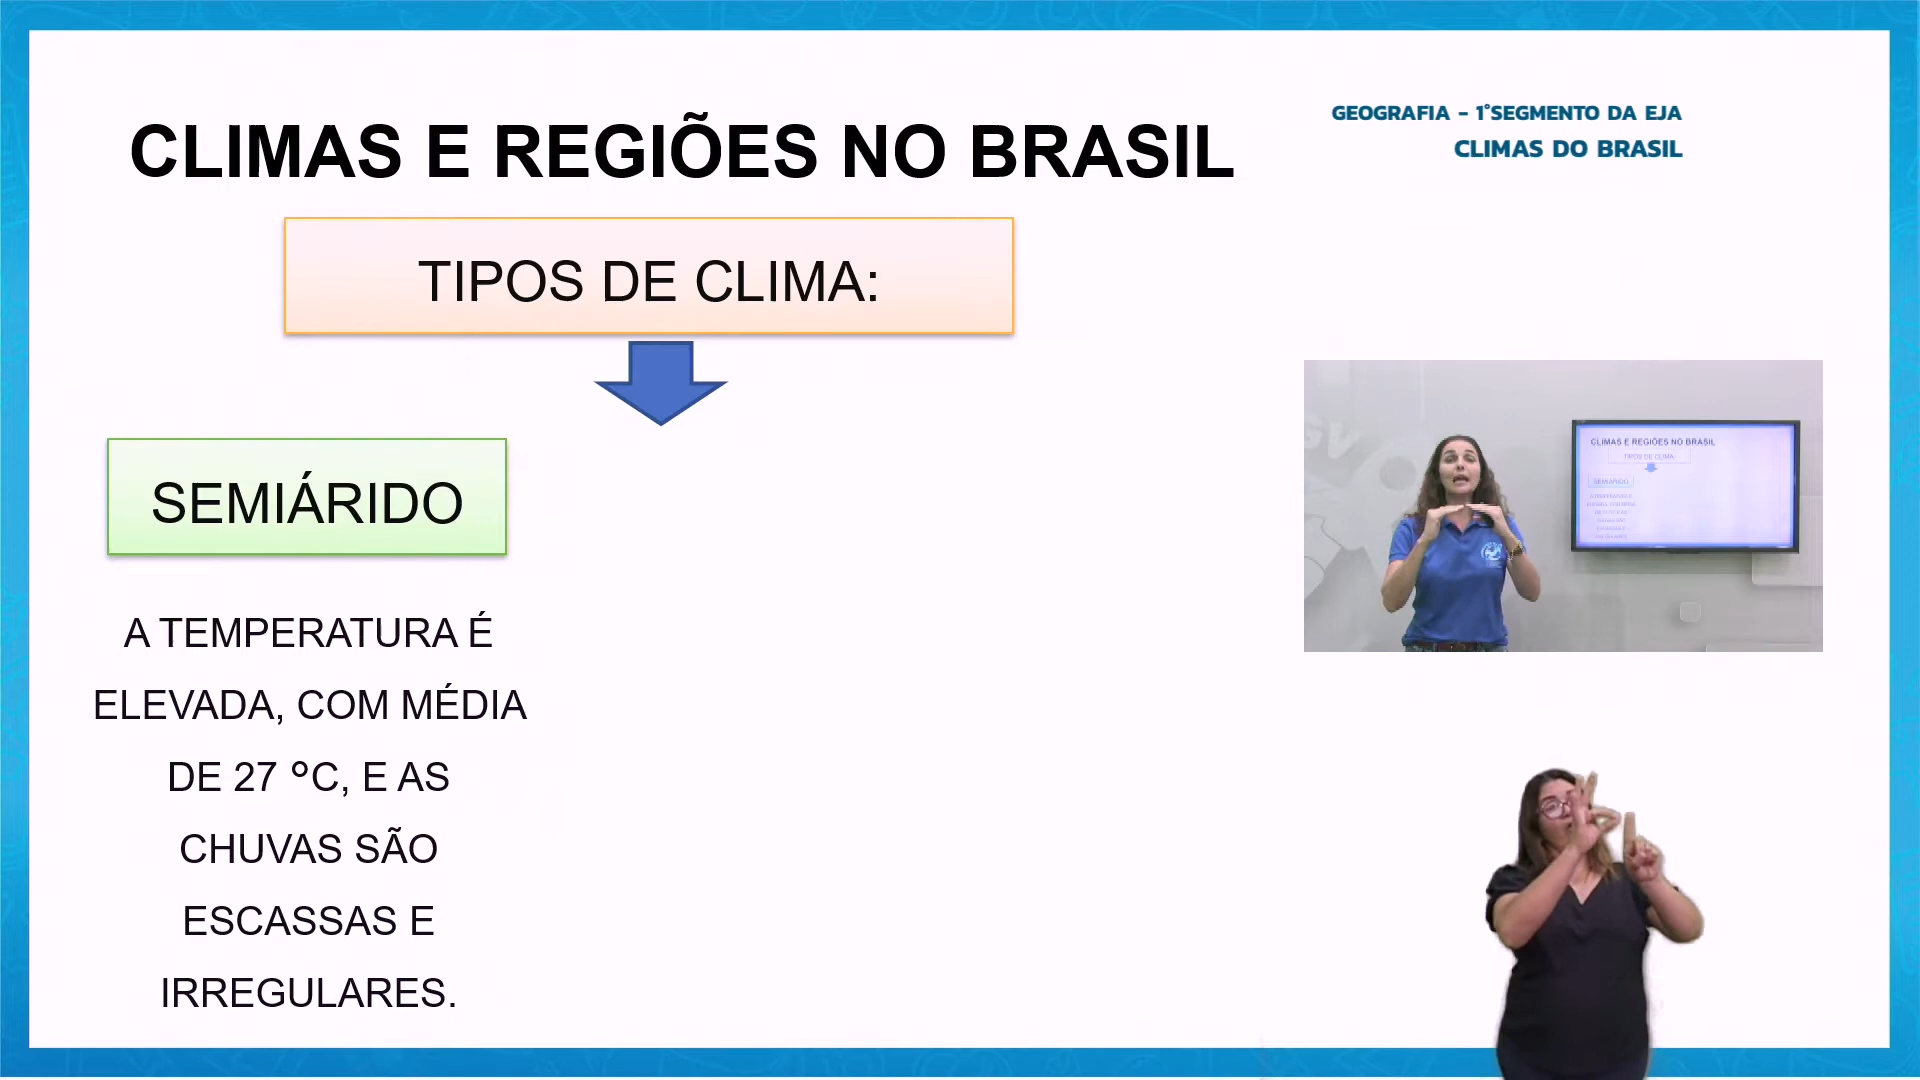 CLIMAS E REGIÕES NO BRASIL
GEOGRAFIA - 1°SEGMENTO DA EJA
CLIMAS DO BRASIL
TIPOS DE CLIMA:
SEMIÁRIDO
A TEMPERATURA É
ELEVADA, COM MÉDIA
DE 27 °C, E AS
CHUVAS SÃO
ESCASSAS E
IRREGULARES.
CLIMAS E REGIÕES NO BRASIL
TIPOS DE CLIMA:
SEMIÁRIDO